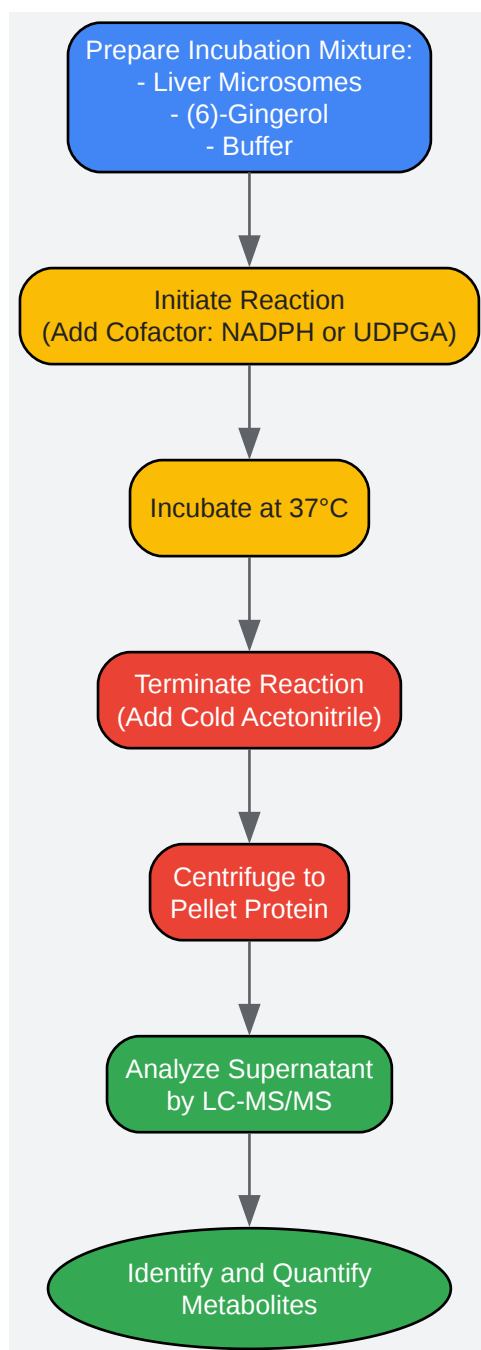 Prepare Incubation Mixture:
- Liver Microsomes
- (6)-Gingerol
- Buffer
Initiate Reaction
(Add Cofactor: NADPH or UDPGA)
Incubate at 37°C
Terminate Reaction
(Add Cold Acetonitrile)
Centrifuge to
Pellet Protein
Analyze Supernatant
by LC-MS/MS
Identify and Quantify
Metabolites